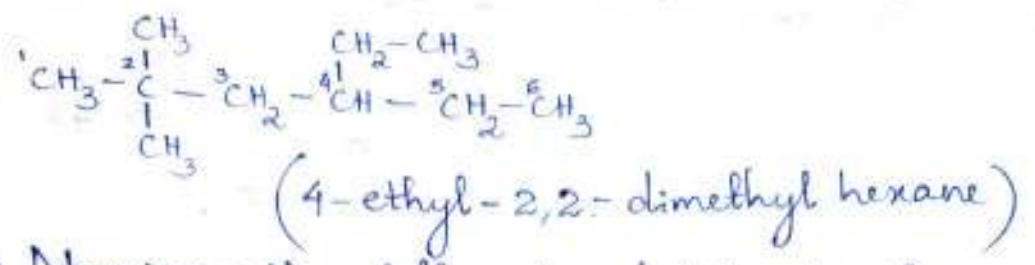 CH3 CH2-CH3
1CH3-2C-3CH2-4CH-5CH2-6CH3
CH3
(4-ethyl-2,2-dimethyl hexane)